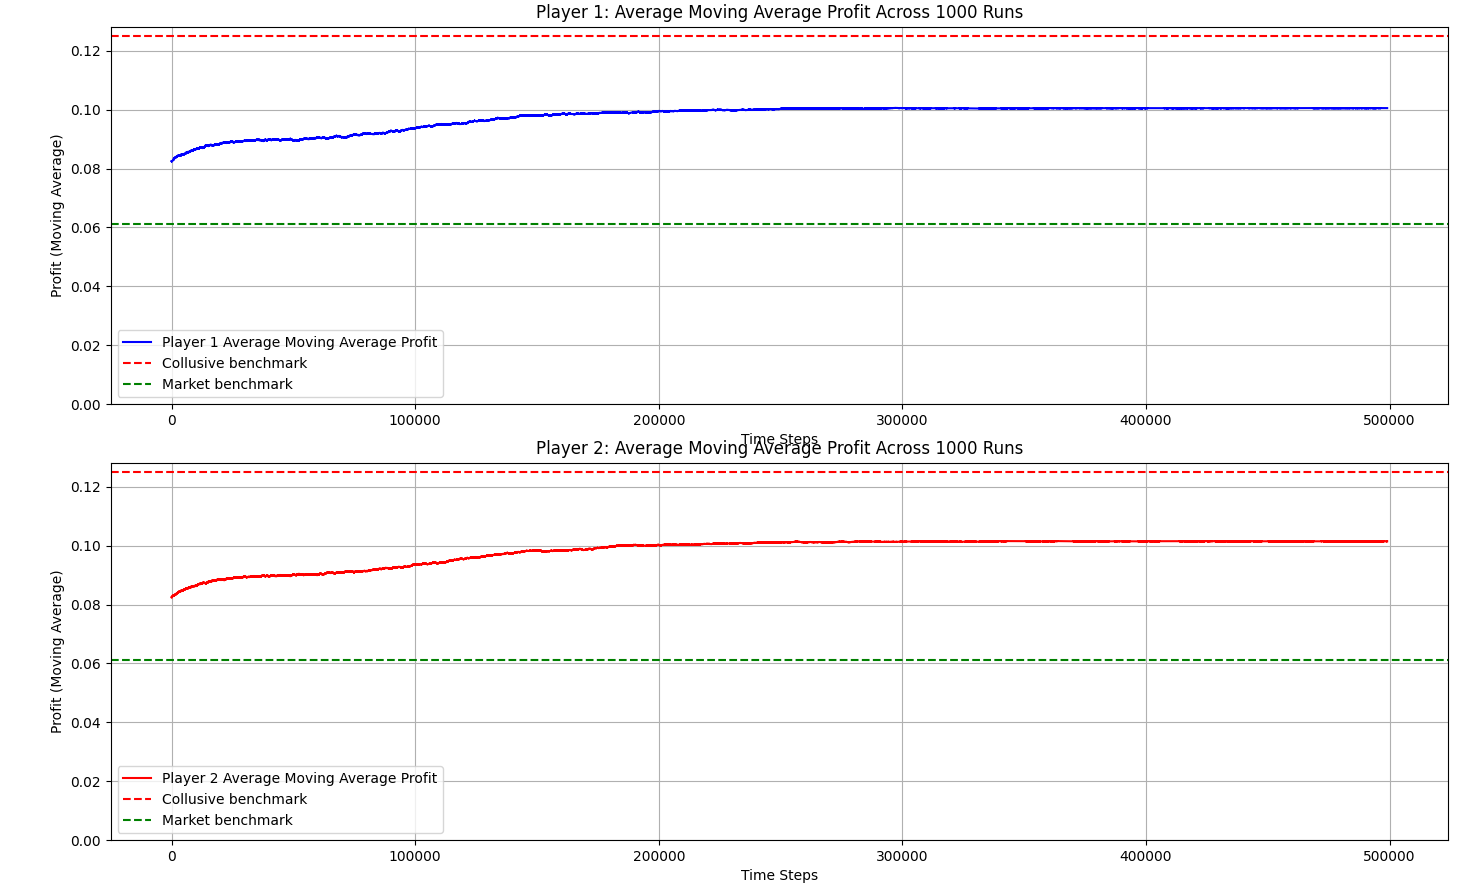 Player 1: Average Moving Average Profit Across 1000 Runs
Profit (Moving Average)
0.12
0.10
0.08
0.06
0.04
0.02
0.00
Player 1 Average Moving Average Profit
Collusive benchmark
Market benchmark
0 100000 200000 300000 400000 500000
Time Steps
Player 2: Average Moving Average Profit Across 1000 Runs
Profit (Moving Average)
0.12
0.10
0.08
0.06
0.04
0.02
0.00
Player 2 Average Moving Average Profit
Collusive benchmark
Market benchmark
0 100000 200000 300000 400000 500000
Time Steps